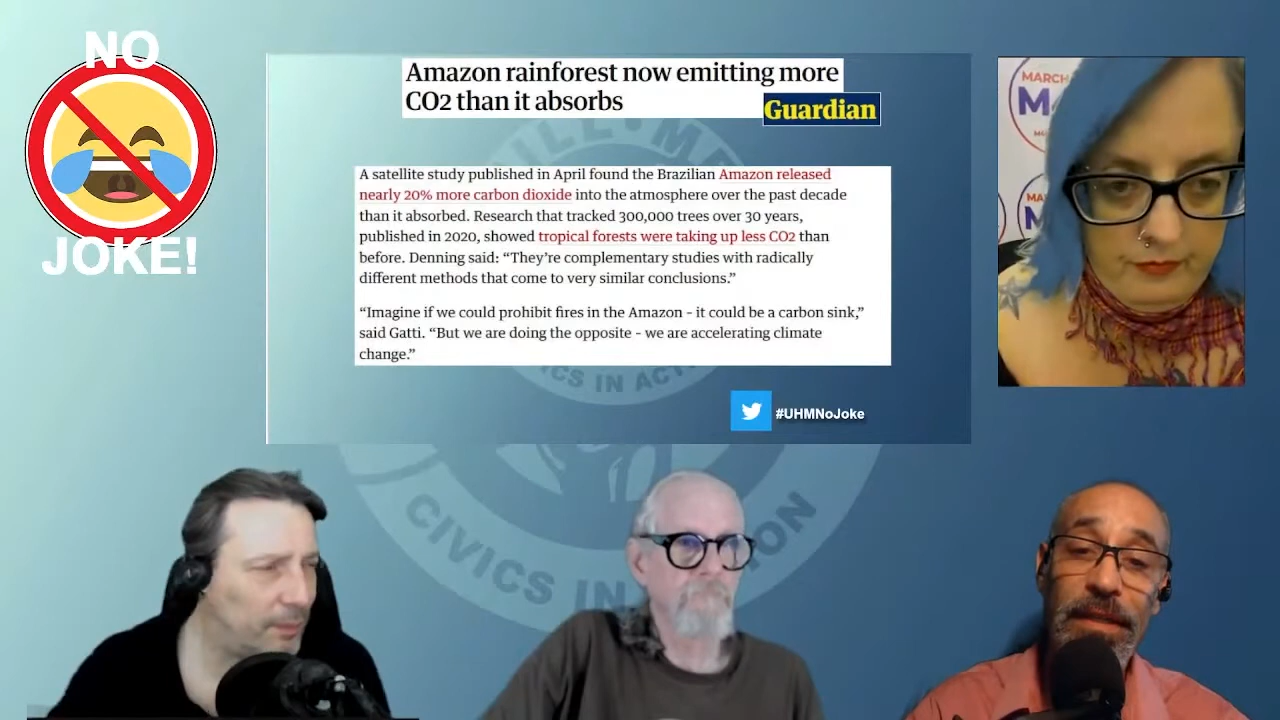 NO
JOKE!
Amazon rainforest now emitting more
CO2 than it absorbs
Guardian
A satellite study published in April found the Brazilian Amazon released
nearly 20% more carbon dioxide into the atmosphere over the past decade
than it absorbed. Research that tracked 300,000 trees over 30 years,
published in 2020, showed tropical forests were taking up less CO2 than
before. Denning said: “They’re complementary studies with radically
different methods that come to very similar conclusions.”
“Imagine if we could prohibit fires in the Amazon – it could be a carbon sink,”
said Gatti. “But we are doing the opposite – we are accelerating climate
change.”
#UHMNoJoke
MARCH
CIVICS IN